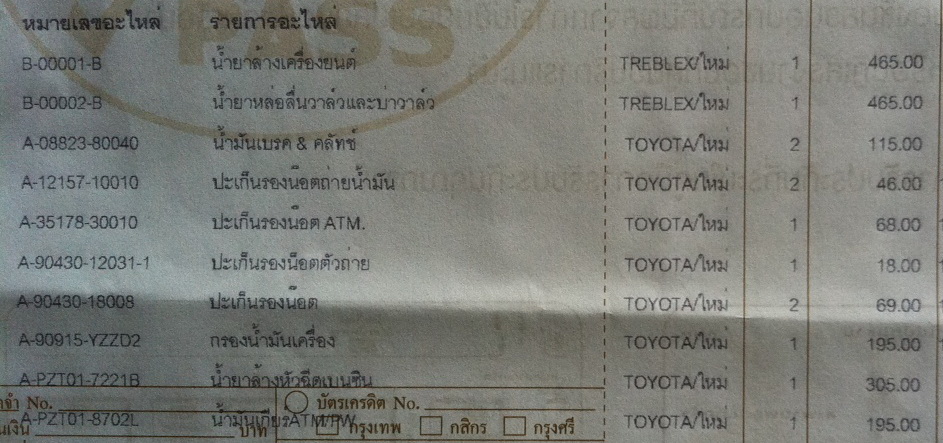 PASS
หมายเลขอะไหล่ รายการอะไหล่
B-00001-B น้ำยาล้างเครื่องยนต์ TREBLEX/ใหม่ 1 465.00
B-00002-B น้ำยาหล่อลื่นวาล์วและบ่าวาล์ว TREBLEX/ใหม่ 1 465.00
A-08823-80040 น้ำมันเบรค & คลัทช์ TOYOTA/ใหม่ 2 115.00
A-12157-10010 ปะเก็นรองน๊อตถ่ายน้ำมัน TOYOTA/ใหม่ 2 46.00
A-35178-30010 ปะเก็นรองน๊อต ATM. TOYOTA/ใหม่ 1 68.00
A-90430-12031-1 ปะเก็นรองน็อตตัวถ่าย TOYOTA/ใหม่ 1 18.00
A-90430-18008 ปะเก็นรองน๊อต TOYOTA/ใหม่ 2 69.00
A-90915-YZZD2 กรองน้ำมันเครื่อง TOYOTA/ใหม่ 1 195.00
A-PZT01-7221B น้ำยาล้างหัวฉีดเบนซิน TOYOTA/ใหม่ 1 305.00
No. บัตรเครดิต No.
A-PZT01-8702L น้ำมันเกียรATM/PW. TOYOTA/ใหม่ 1 195.00
บาท กรุงเทพ กสิกร กรุงศรี